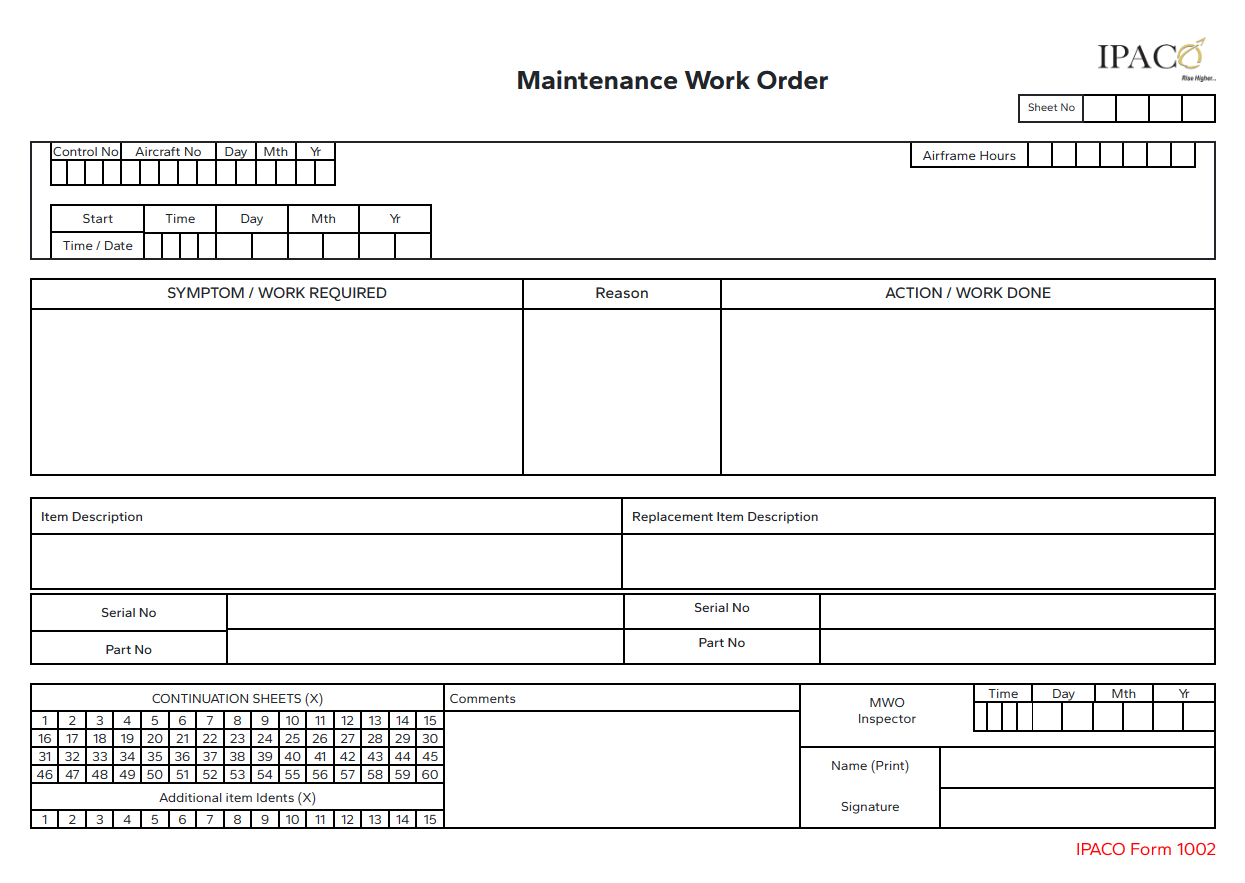 IPACO
Rise Higher...
Maintenance Work Order
Sheet No
Control No Aircraft No Day Mth Yr
Airframe Hours
Start Time Day Mth Yr
Time / Date
SYMPTOM / WORK REQUIRED Reason ACTION / WORK DONE
Item Description Replacement Item Description
Serial No Serial No
Part No Part No
CONTINUATION SHEETS (X)
1 2 3 4 5 6 7 8 9 10 11 12 13 14 15
16 17 18 19 20 21 22 23 24 25 26 27 28 29 30
31 32 33 34 35 36 37 38 39 40 41 42 43 44 45
46 47 48 49 50 51 52 53 54 55 56 57 58 59 60
Additional item Idents (X)
1 2 3 4 5 6 7 8 9 10 11 12 13 14 15
Comments
MWO
Inspector
Time Day Mth Yr
Name (Print)
Signature
IPACO Form 1002